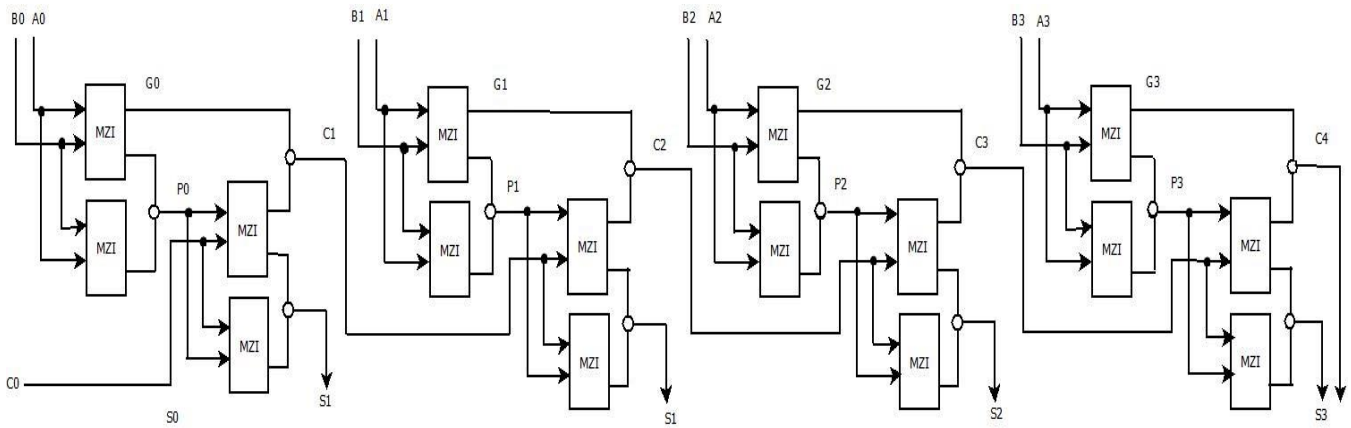 B0 A0
B1 A1
B2 A2
B3 A3
G0
G1
G2
G3
MZI
MZI
MZI
MZI
C1
C2
C3
C4
P0
P1
P2
P3
MZI
MZI
MZI
MZI
MZI
MZI
MZI
MZI
MZI
MZI
MZI
MZI
C0
S0
S1
S1
S2
S3